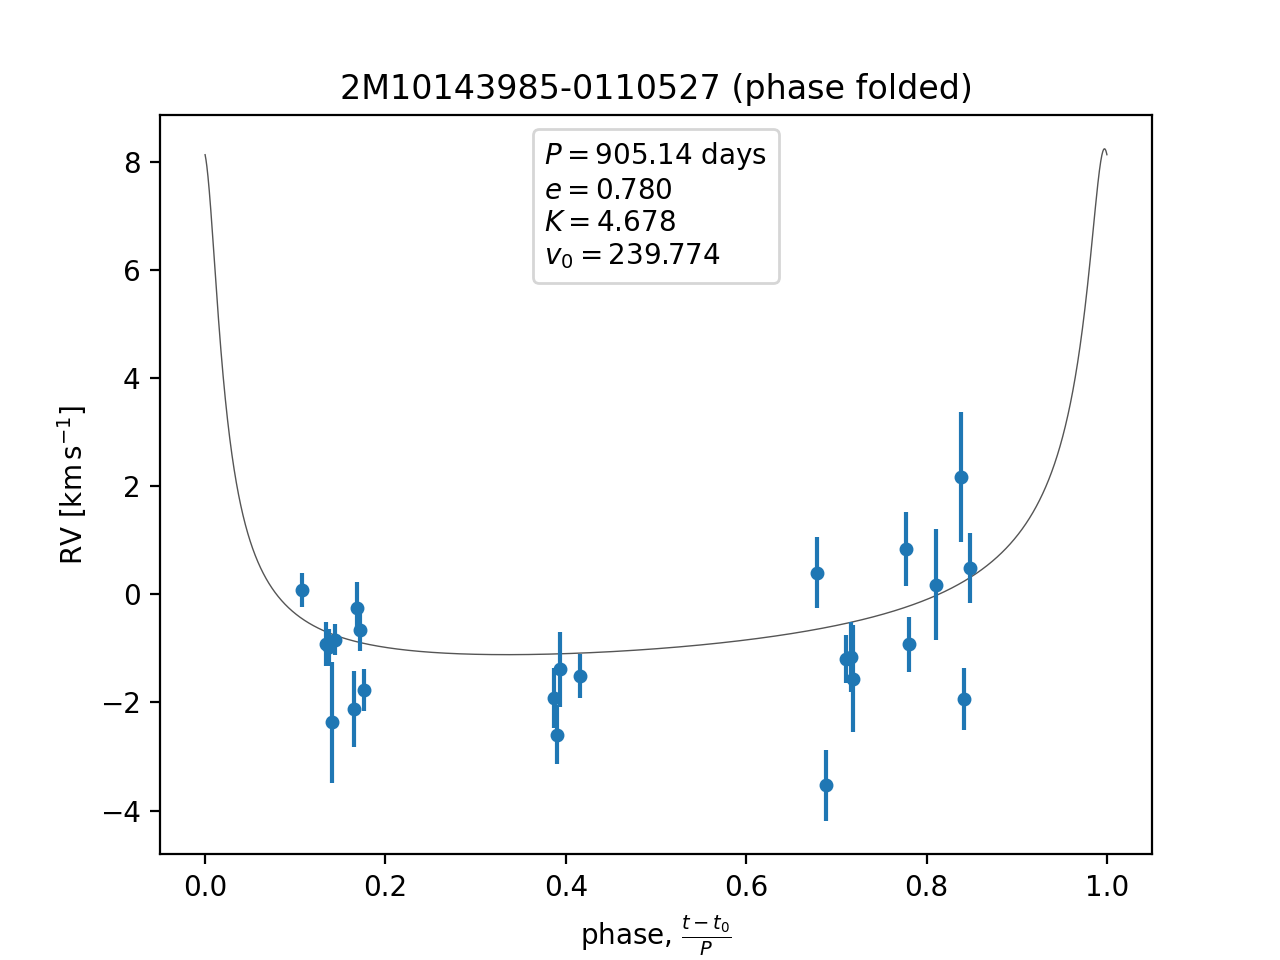 2M10143985-0110527 (phase folded)
P = 905.14 days
e = 0.780
K = 4.678
v₀ = 239.774
8
6
4
2
0
−2
−4
RV [km s⁻¹]
0.0 0.2 0.4 0.6 0.8 1.0
phase, (t − t₀)/P